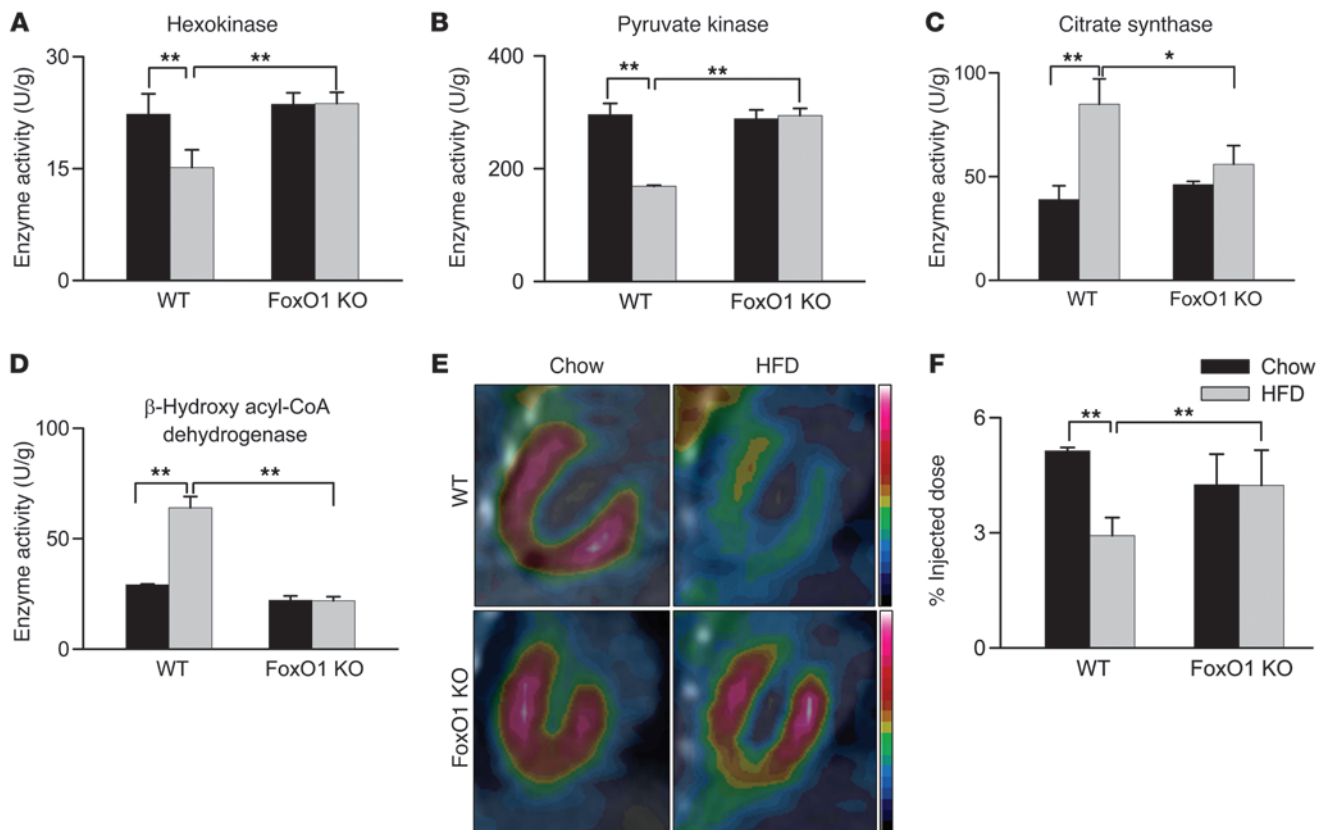 A
Hexokinase
Enzyme activity (U/g)
30
15
0
**
**
WT
FoxO1 KO
B
Pyruvate kinase
Enzyme activity (U/g)
400
200
0
**
**
WT
FoxO1 KO
C
Citrate synthase
Enzyme activity (U/g)
100
50
0
**
*
WT
FoxO1 KO
D
β-Hydroxy acyl-CoA
dehydrogenase
Enzyme activity (U/g)
100
50
0
**
**
WT
FoxO1 KO
E
Chow
HFD
WT
FoxO1 KO
F
Chow
HFD
% Injected dose
6
3
0
**
**
WT
FoxO1 KO